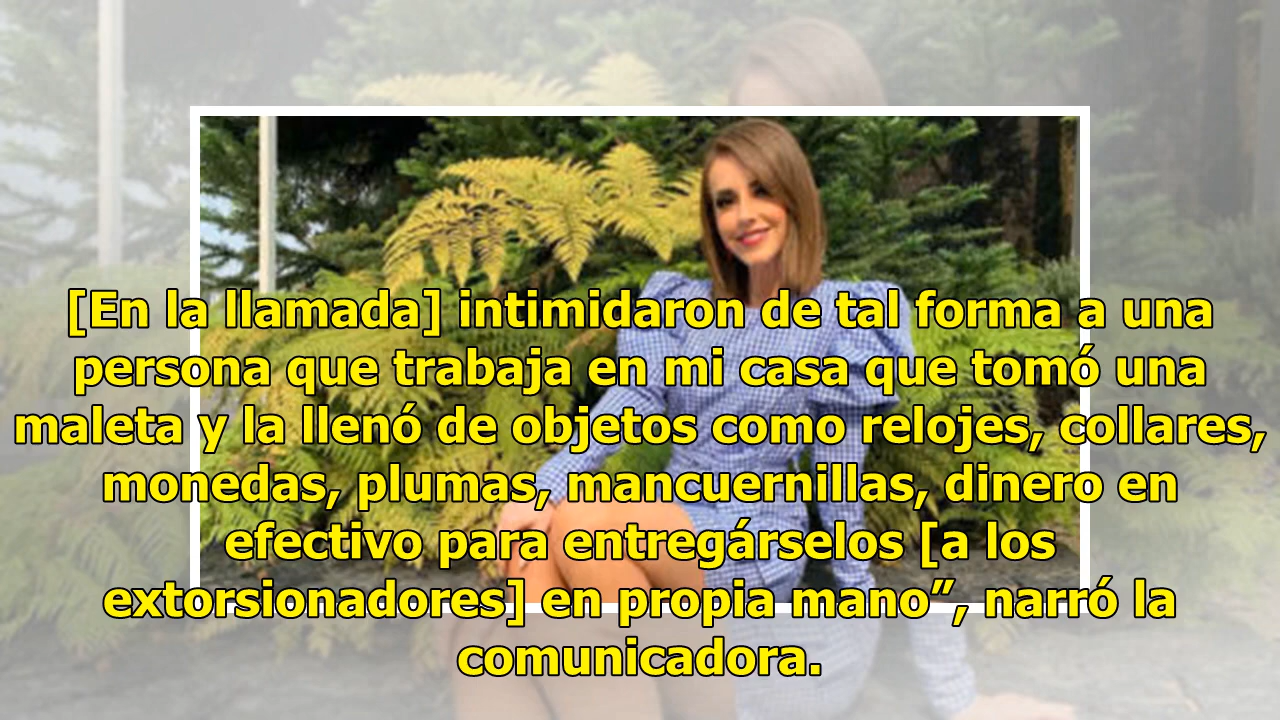 [En la llamada] intimidaron de tal forma a una
persona que trabaja en mi casa que tomó una
maleta y la llenó de objetos como relojes, collares,
monedas, plumas, mancuernillas, dinero en
efectivo para entregárselos [a los
extorsionadores] en propia mano”, narró la
comunicadora.